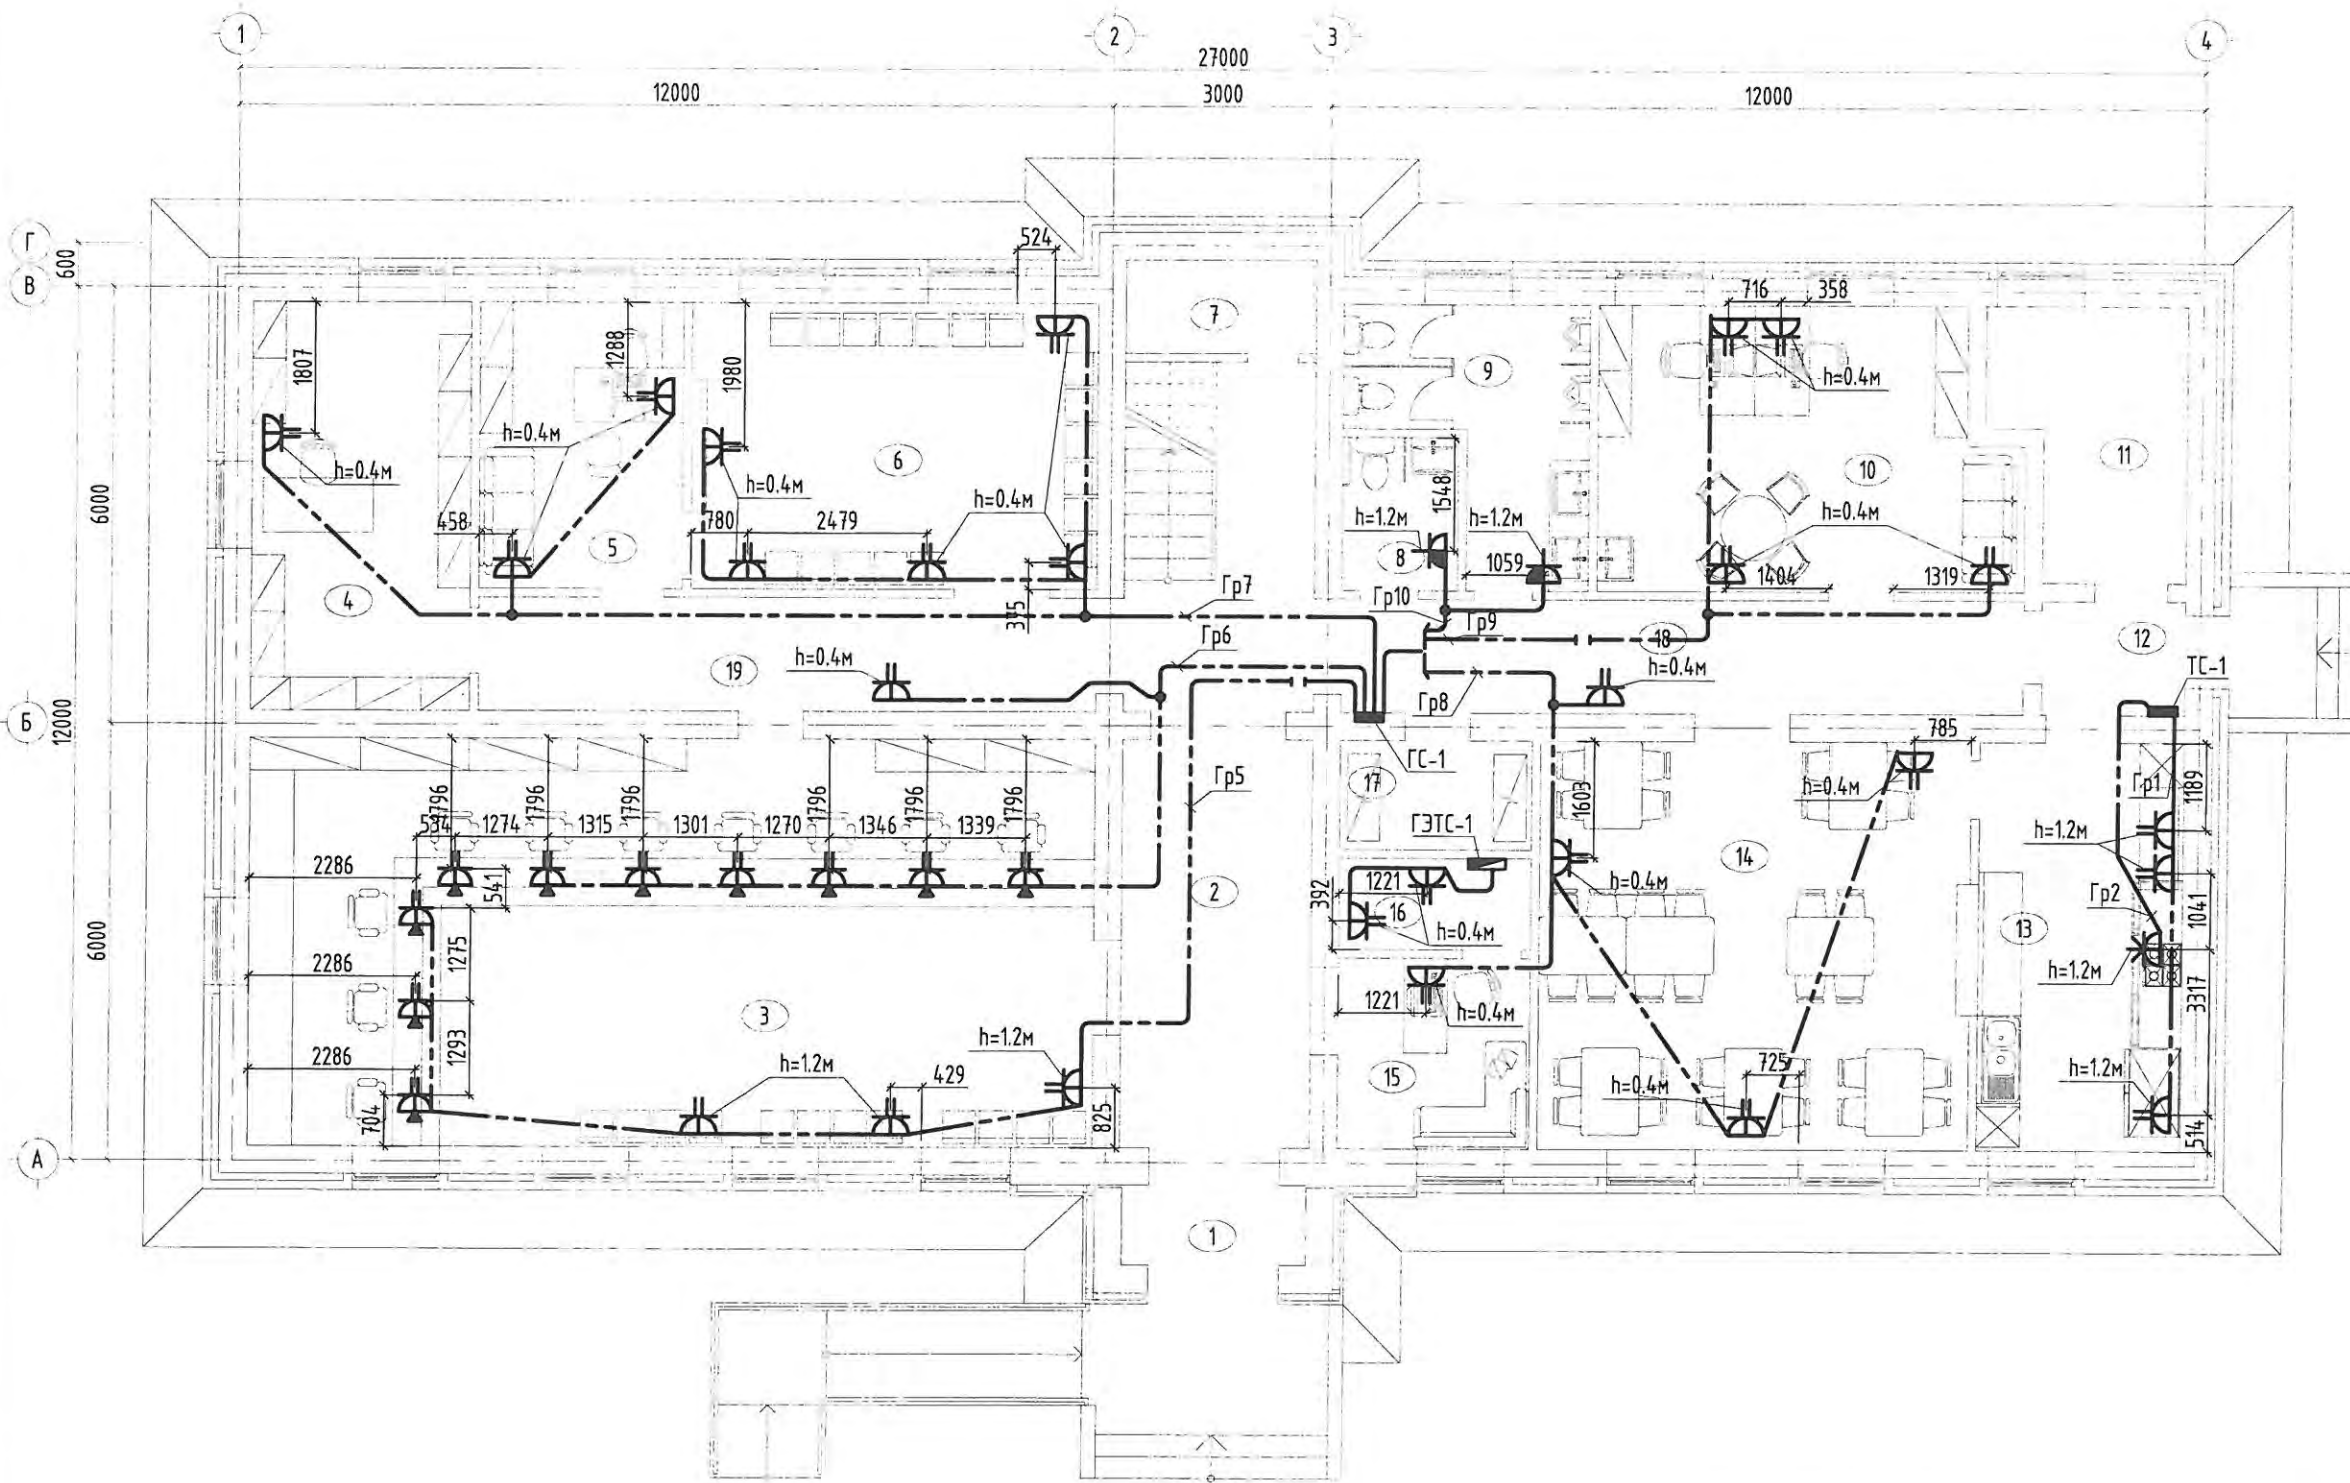 1
2
3
4
27000
12000
3000
12000
Г
600
В
524
716
358
7
1807
1288
1980
9
h=0.4м
h=0.4м
h=0.4м
6
11
h=0.4м
10
h=0.4м
1548
458
780
2479
h=0.4м
h=1.2м
h=1.2м
h=0.4м
6000
5
8
1059
1404
1319
4
375
Гр7
Гр10
Гр9
18
12
19
h=0.4м
Гр6
h=0.4м
ТС-1
Б
12000
Гр8
785
ГС-1
17
Гр5
1603
h=0.4м
Гр1
1189
1796
1796
1796
1796
1796
1796
534
1274
1315
1301
1270
1346
1339
ГЭТС-1
h=1.2м
14
2286
541
2
392
1221
16
h=0.4м
Гр2
1041
13
h=0.4м
6000
1275
2286
h=1.2м
3
1221
h=0.4м
3317
1293
2286
h=1.2м
h=1.2м
429
15
725
h=0.4м
h=1.2м
704
825
514
А
1